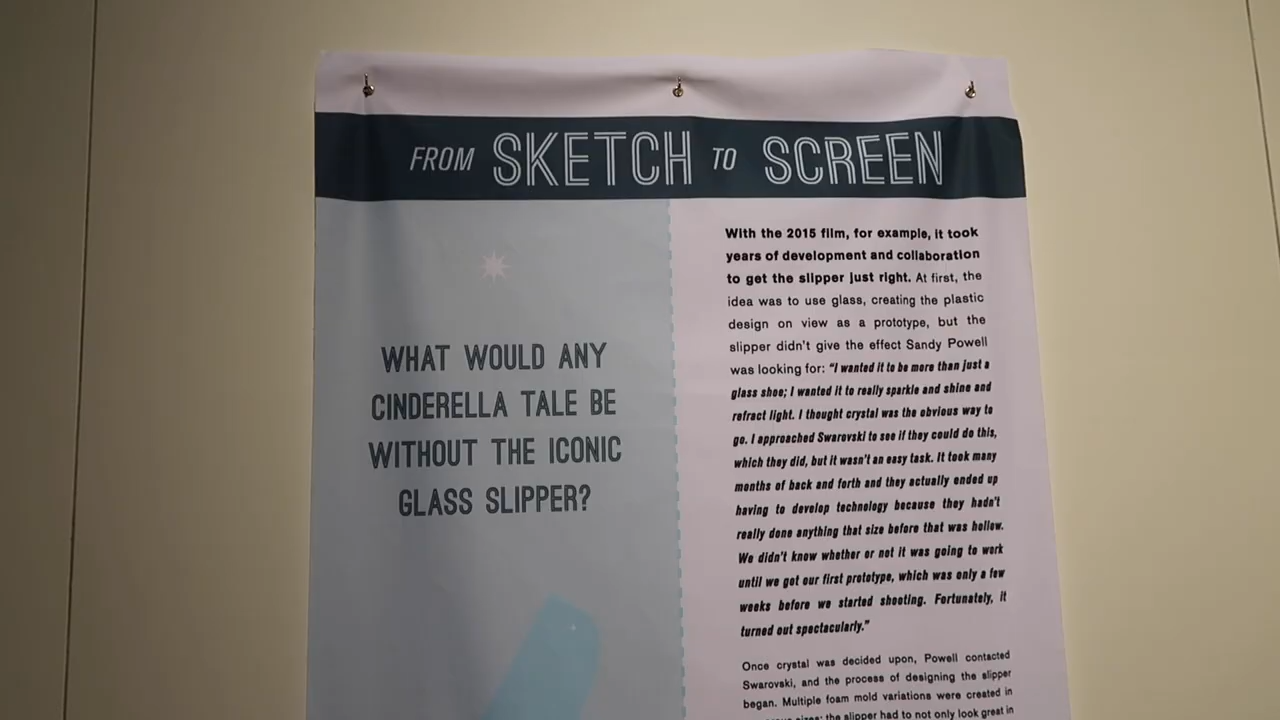 FROM SKETCH TO SCREEN
WHAT WOULD ANY
CINDERELLA TALE BE
WITHOUT THE ICONIC
GLASS SLIPPER?
With the 2015 film, for example, it took
years of development and collaboration
to get the slipper just right. At first, the
idea was to use glass, creating the plastic
design on view as a prototype, but the
slipper didn't give the effect Sandy Powell
was looking for: "I wanted it to be more than just a
glass shoe; I wanted it to really sparkle and shine and
refract light. I thought crystal was the obvious way to
go. I approached Swarovski to see if they could do this,
which they did, but it wasn't an easy task. It took many
months of back and forth and they actually ended up
having to develop technology because they hadn't
really done anything that size before that was hollow.
We didn't know whether or not it was going to work
until we got our first prototype, which was only a few
weeks before we started shooting. Fortunately, it
turned out spectacularly."
Once crystal was decided upon, Powell contacted
Swarovski, and the process of designing the slipper
began. Multiple foam mold variations were created in
the slipper had to not only look great in